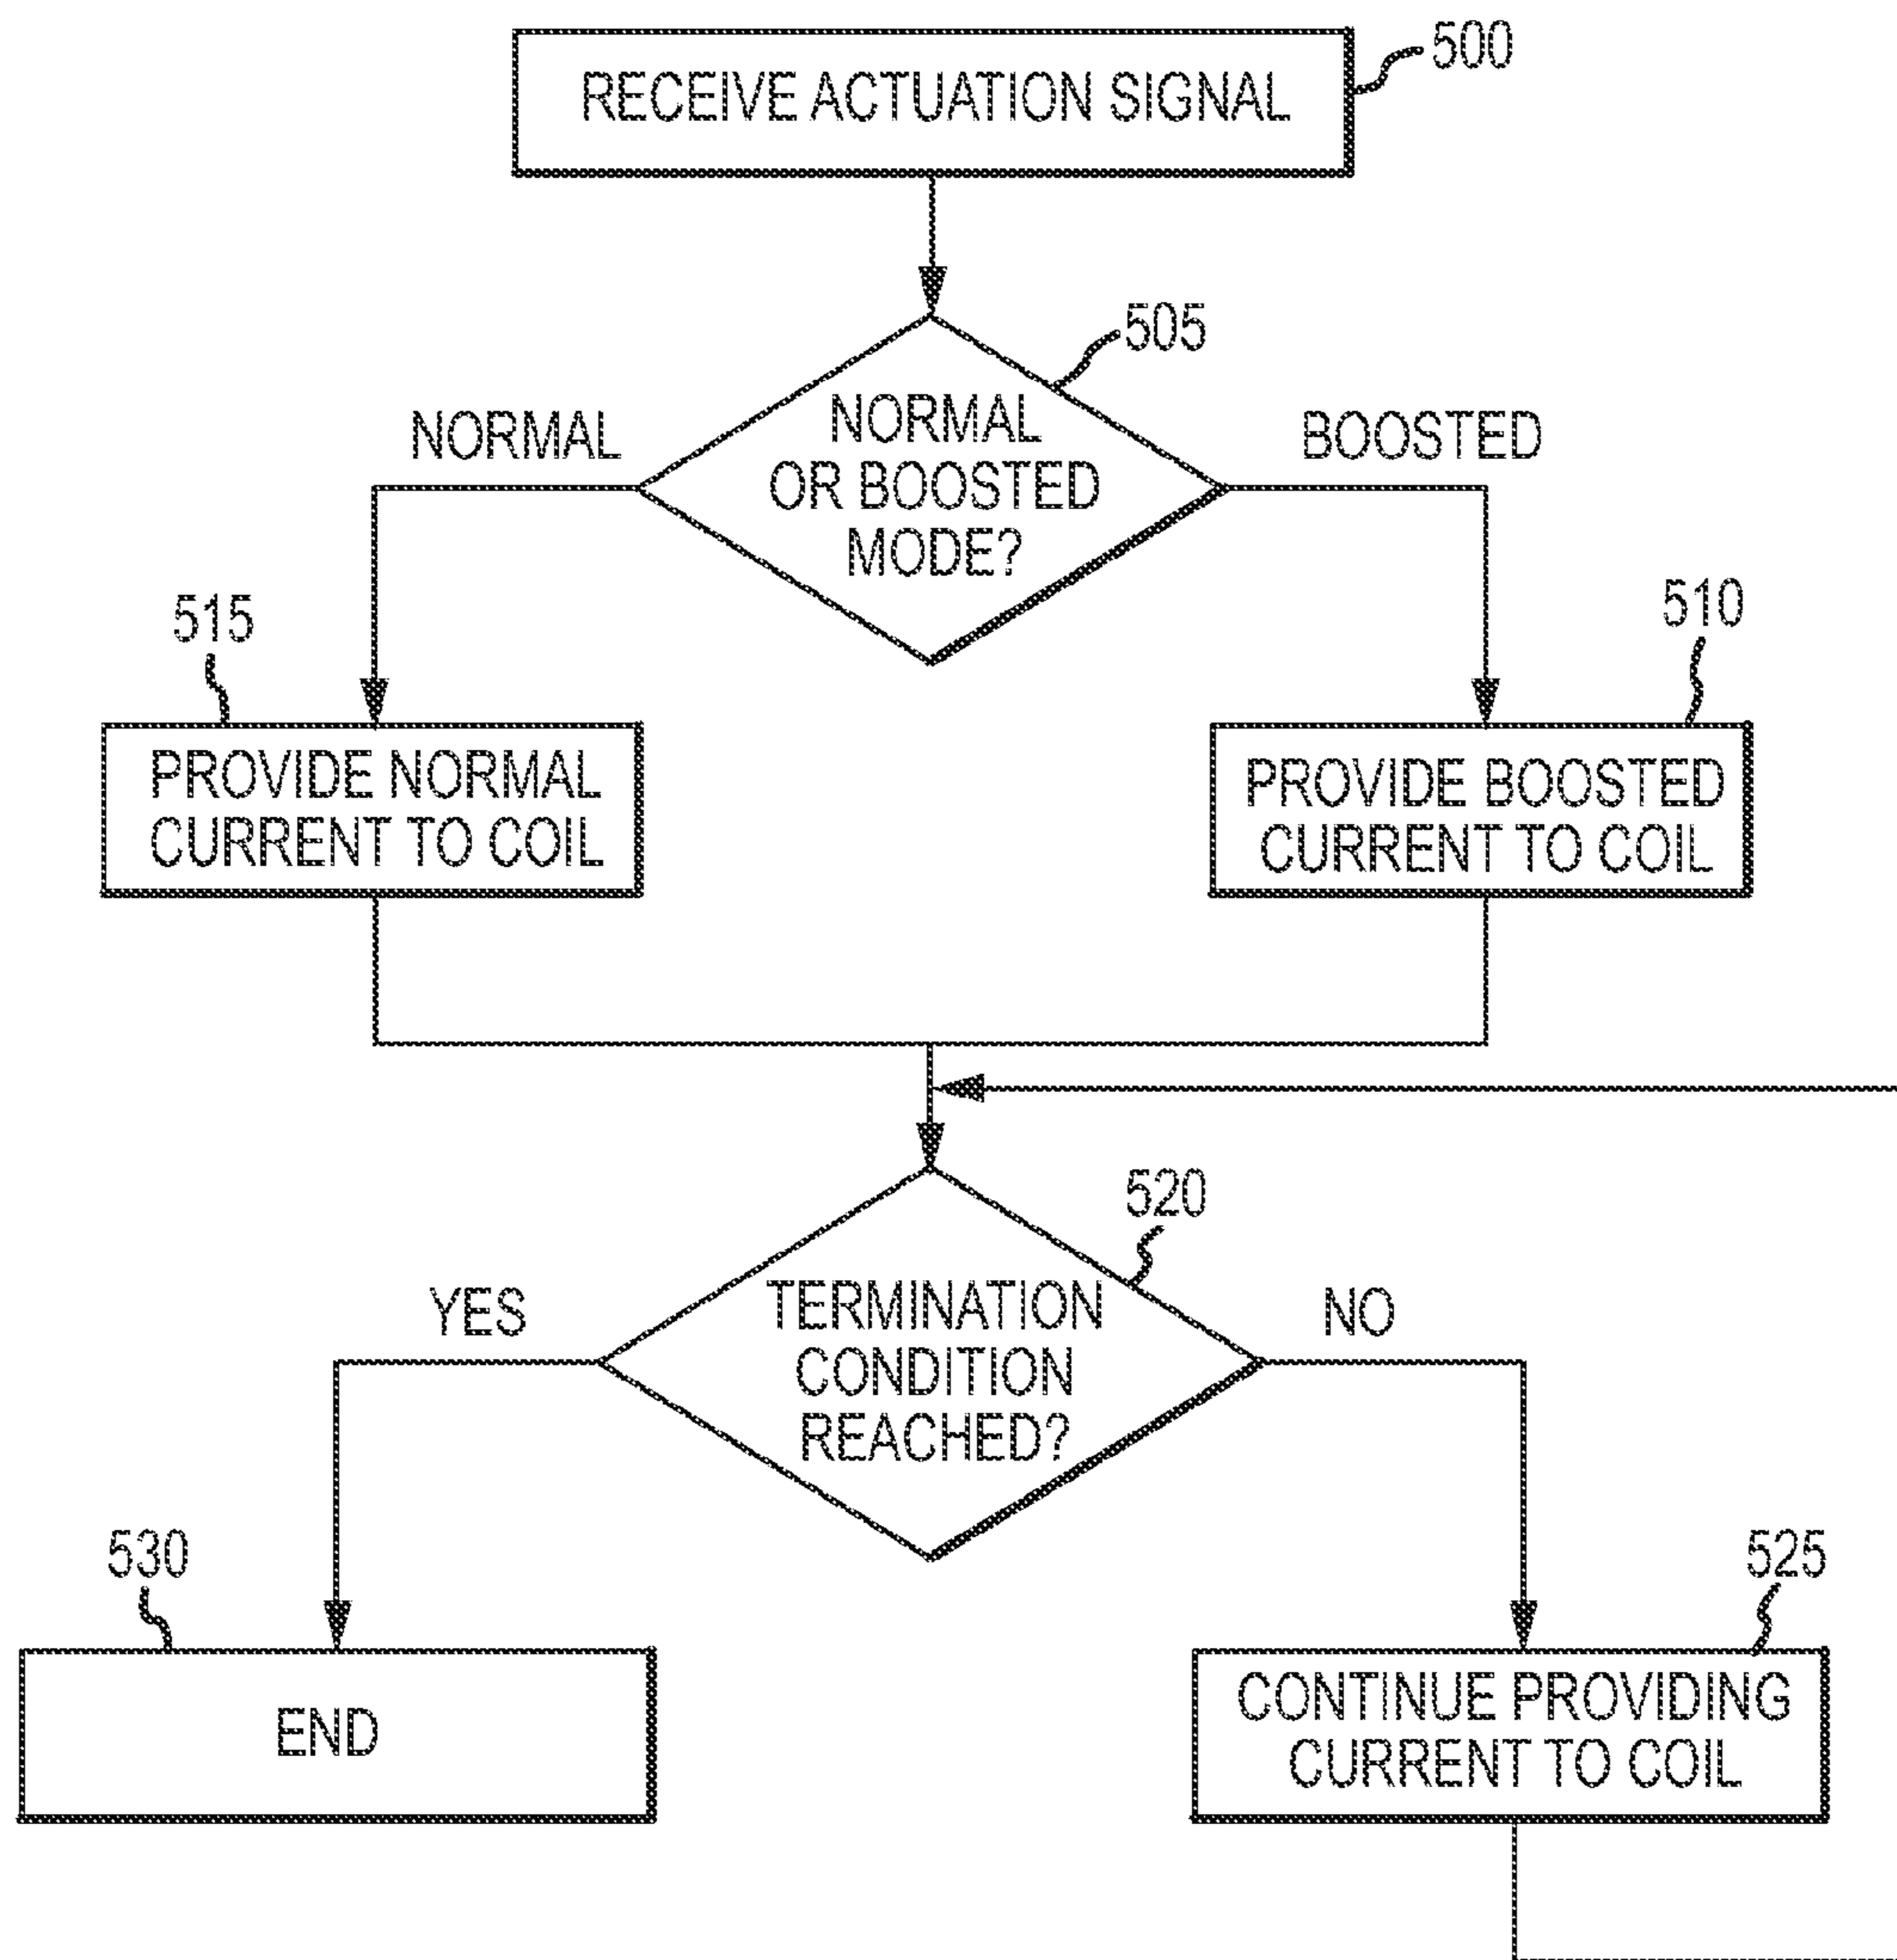 RECEIVE ACTUATION SIGNAL
500
505
NORMAL
NORMAL
OR BOOSTED
MODE?
BOOSTED
515
510
PROVIDE NORMAL
CURRENT TO COIL
PROVIDE BOOSTED
CURRENT TO COIL
520
YES
TERMINATION
CONDITION
REACHED?
NO
530
525
END
CONTINUE PROVIDING
CURRENT TO COIL